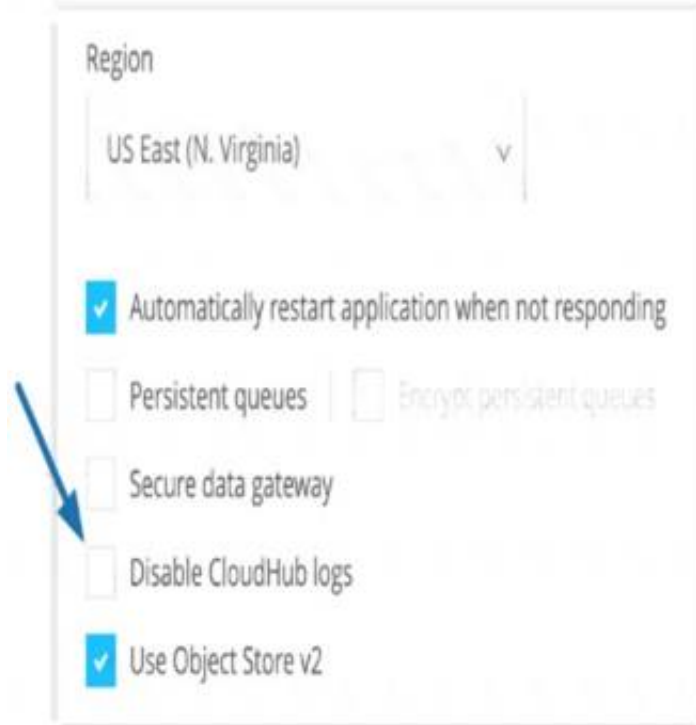 Region
US East (N. Virginia)
Automatically restart application when not responding
Persistent queues Encrypt persistent queues
Secure data gateway
Disable CloudHub logs
Use Object Store v2